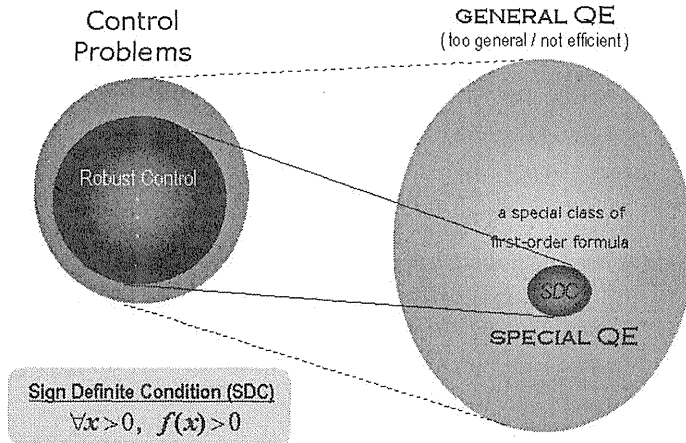 Control
Problems
Robust Control
GENERAL QE
(too general / not efficient)
a special class of
first-order formula
SDC
SPECIAL QE
Sign Definite Condition (SDC)
∀x>0, f(x)>0